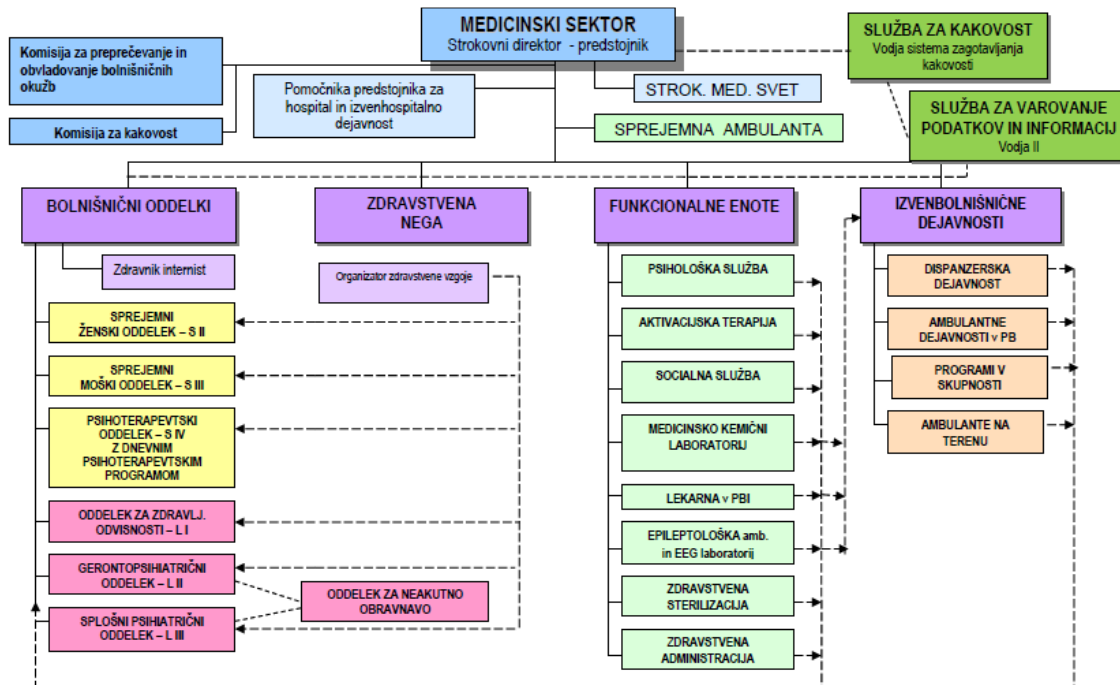 MEDICINSKI SEKTOR
Strokovni direktor - predstojnik
SLUŽBA ZA KAKOVOST
Vodja sistema zagotavljanja
kakovosti
Komisija za preprečevanje in
obvladovanje bolnišničnih
okužb
Pomočnika predstojnika za
hospital in izvenhospitalno
dejavnost
STROK. MED. SVET
SLUŽBA ZA VAROVANJE
PODATKOV IN INFORMACIJ
Vodja II
Komisija za kakovost
SPREJEMNA AMBULANTA
BOLNIŠNIČNI ODDELKI
Zdravnik internist
SPREJEMNI
ŽENSKI ODDELEK – S II
SPREJEMNI
MOŠKI ODDELEK – S III
PSIHOTERAPEVTSKI
ODDELEK – S IV
Z DNEVNIM
PSIHOTERAPEVTSKIM
PROGRAMOM
ODDELEK ZA ZDRAVLJ.
ODVISNOSTI – L I
GERONTOPSIHIATRIČNI
ODDELEK – L II
SPLOŠNI PSIHIATRIČNI
ODDELEK – L III
ODDELEK ZA NEAKUTNO
OBRAVNAVO
ZDRAVSTVENA
NEGA
Organizator zdravstvene vzgoje
FUNKCIONALNE ENOTE
PSIHOLOŠKA SLUŽBA
AKTIVACIJSKA TERAPIJA
SOCIALNA SLUŽBA
MEDICINSKO KEMIČNI
LABORATORIJ
LEKARNA v PBI
EPILEPTOLOŠKA amb.
in EEG laboratorij
ZDRAVSTVENA
STERILIZACIJA
ZDRAVSTVENA
ADMINISTRACIJA
IZVENBOLNIŠNIČNE
DEJAVNOSTI
DISPANZERSKA
DEJAVNOST
AMBULANTNE
DEJAVNOSTI v PB
PROGRAMI V
SKUPNOSTI
AMBULANTE NA
TERENU